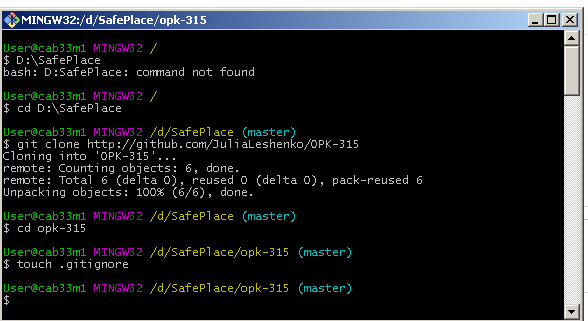 MINGW32:/d/SafePlace/opk-315
User@cab33m1 MINGW32 /
$ D:\SafePlace
bash: D:SafePlace: command not found
User@cab33m1 MINGW32 /
$ cd D:\SafePlace
User@cab33m1 MINGW32 /d/SafePlace (master)
$ git clone http://github.com/JuliaLeshenko/OPK-315
Cloning into 'OPK-315'...
remote: Counting objects: 6, done.
remote: Total 6 (delta 0), reused 0 (delta 0), pack-reused 6
Unpacking objects: 100% (6/6), done.
User@cab33m1 MINGW32 /d/SafePlace (master)
$ cd opk-315
User@cab33m1 MINGW32 /d/SafePlace/opk-315 (master)
$ touch .gitignore
User@cab33m1 MINGW32 /d/SafePlace/opk-315 (master)
$